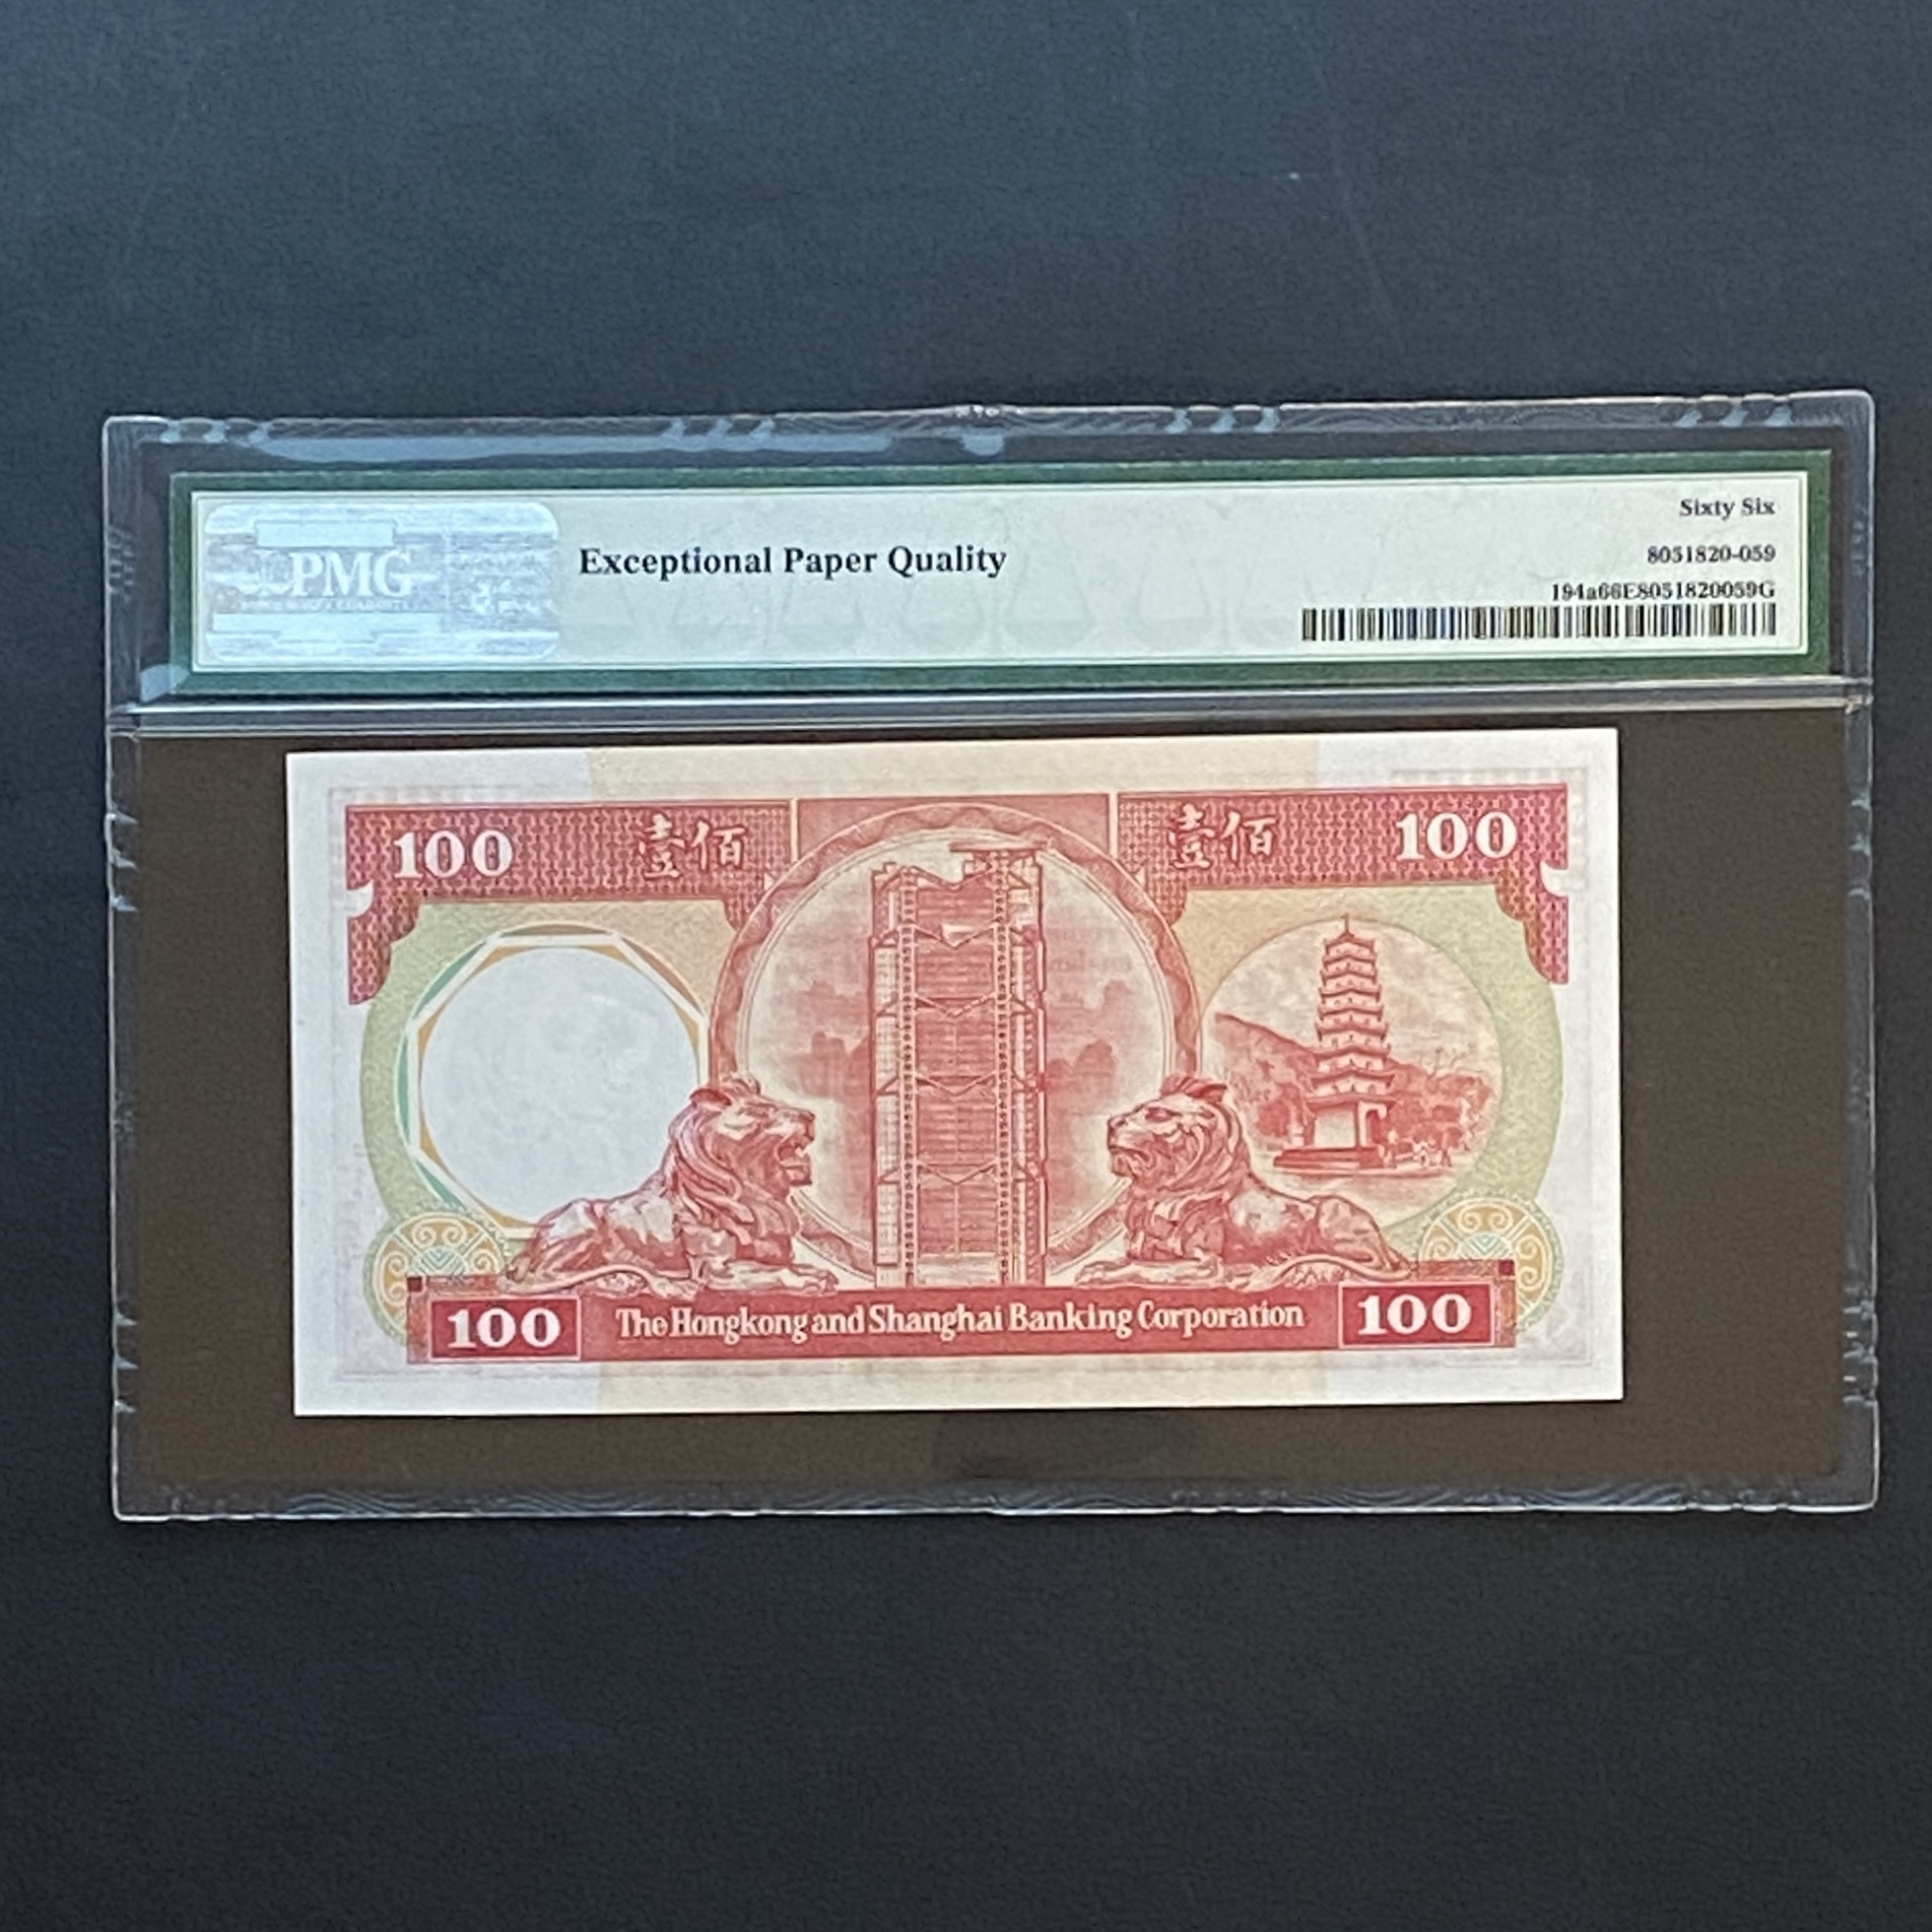 PMG
Exceptional Paper Quality
Sixty Six
8051820-059
194a66E8051820059G
100 壹佰 壹佰 100
100 The Hongkong and Shanghai Banking Corporation 100